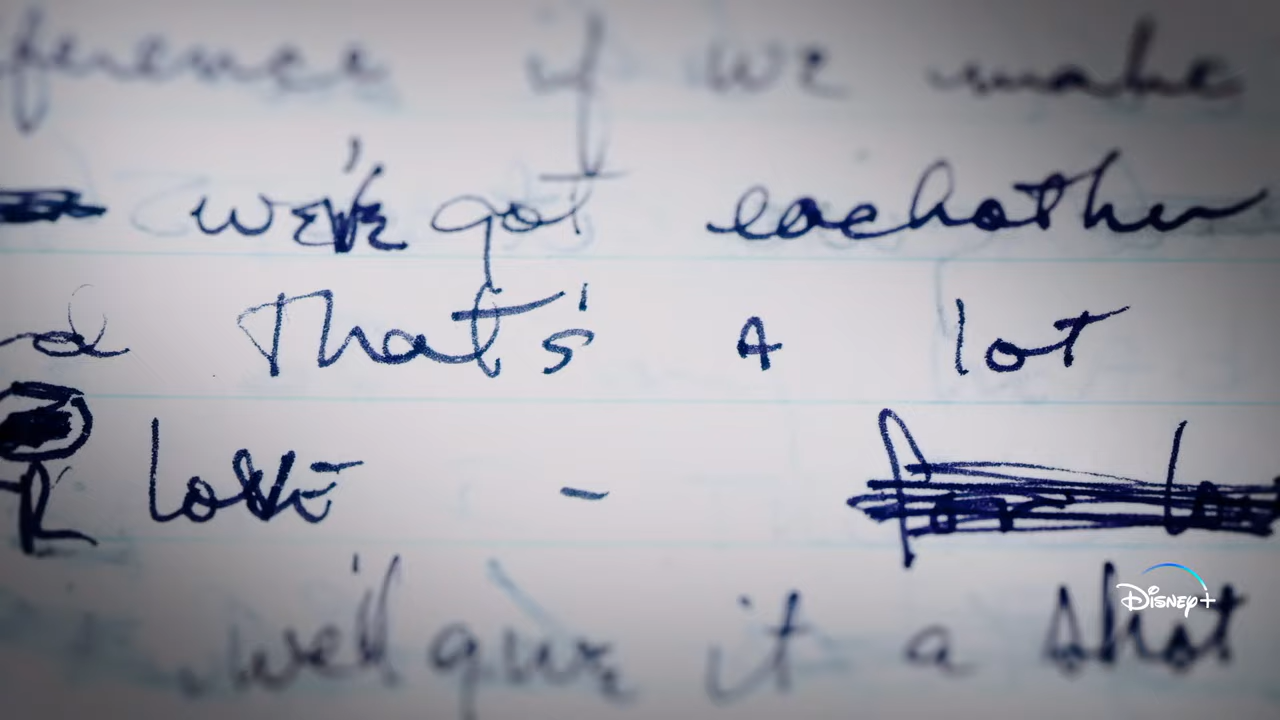 ference if we make
we've got eachother
d that's a lot
R love -
we'll give it a shot
Disney+